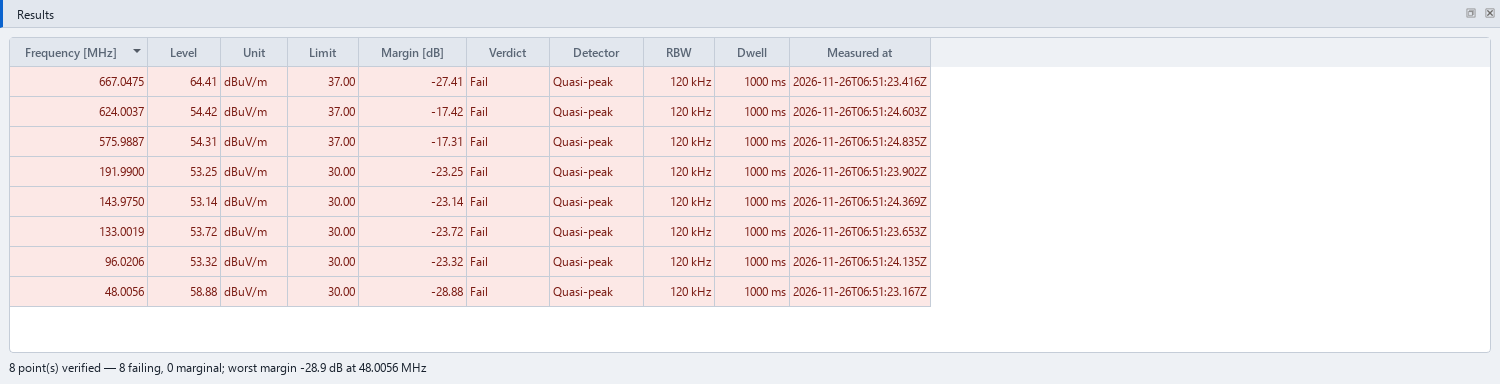 Results
Frequency [MHz] Level Unit Limit Margin [dB] Verdict Detector RBW Dwell Measured at
667.0475 64.41 dBuV/m 37.00 -27.41 Fail Quasi-peak 120 kHz 1000 ms 2026-11-26T06:51:23.416Z
624.0037 54.42 dBuV/m 37.00 -17.42 Fail Quasi-peak 120 kHz 1000 ms 2026-11-26T06:51:24.603Z
575.9887 54.31 dBuV/m 37.00 -17.31 Fail Quasi-peak 120 kHz 1000 ms 2026-11-26T06:51:24.835Z
191.9900 53.25 dBuV/m 30.00 -23.25 Fail Quasi-peak 120 kHz 1000 ms 2026-11-26T06:51:23.902Z
143.9750 53.14 dBuV/m 30.00 -23.14 Fail Quasi-peak 120 kHz 1000 ms 2026-11-26T06:51:24.369Z
133.0019 53.72 dBuV/m 30.00 -23.72 Fail Quasi-peak 120 kHz 1000 ms 2026-11-26T06:51:23.653Z
96.0206 53.32 dBuV/m 30.00 -23.32 Fail Quasi-peak 120 kHz 1000 ms 2026-11-26T06:51:24.135Z
48.0056 58.88 dBuV/m 30.00 -28.88 Fail Quasi-peak 120 kHz 1000 ms 2026-11-26T06:51:23.167Z
8 point(s) verified — 8 failing, 0 marginal; worst margin -28.9 dB at 48.0056 MHz